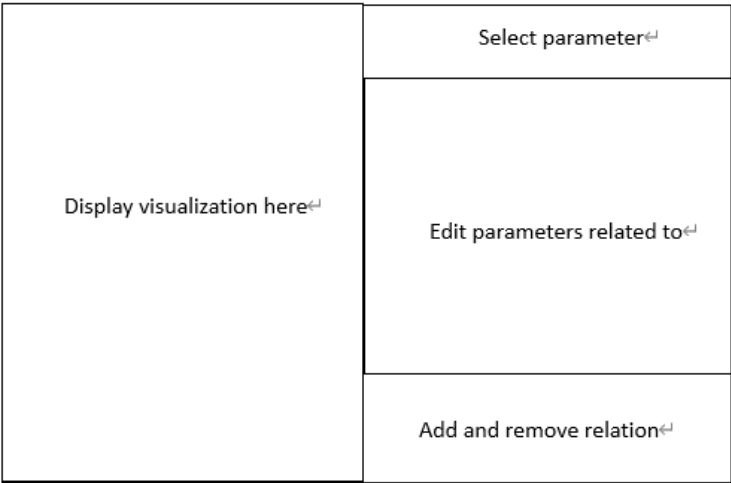 Select parameter↵
Display visualization here↵
Edit parameters related to↵
Add and remove relation↵